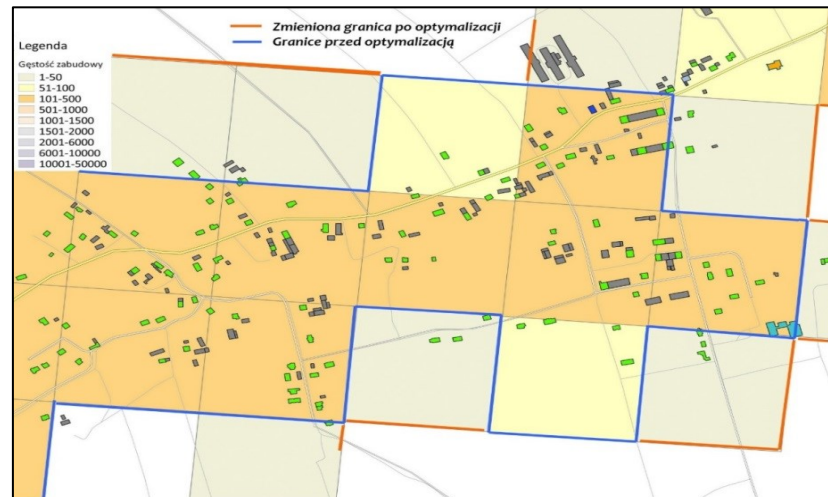 Zmieniona granica po optymalizacji
Granice przed optymalizacją
Legenda
Gęstość zabudowy
1-50
51-100
101-500
501-1000
1001-1500
1501-2000
2001-6000
6001-10000
10001-50000